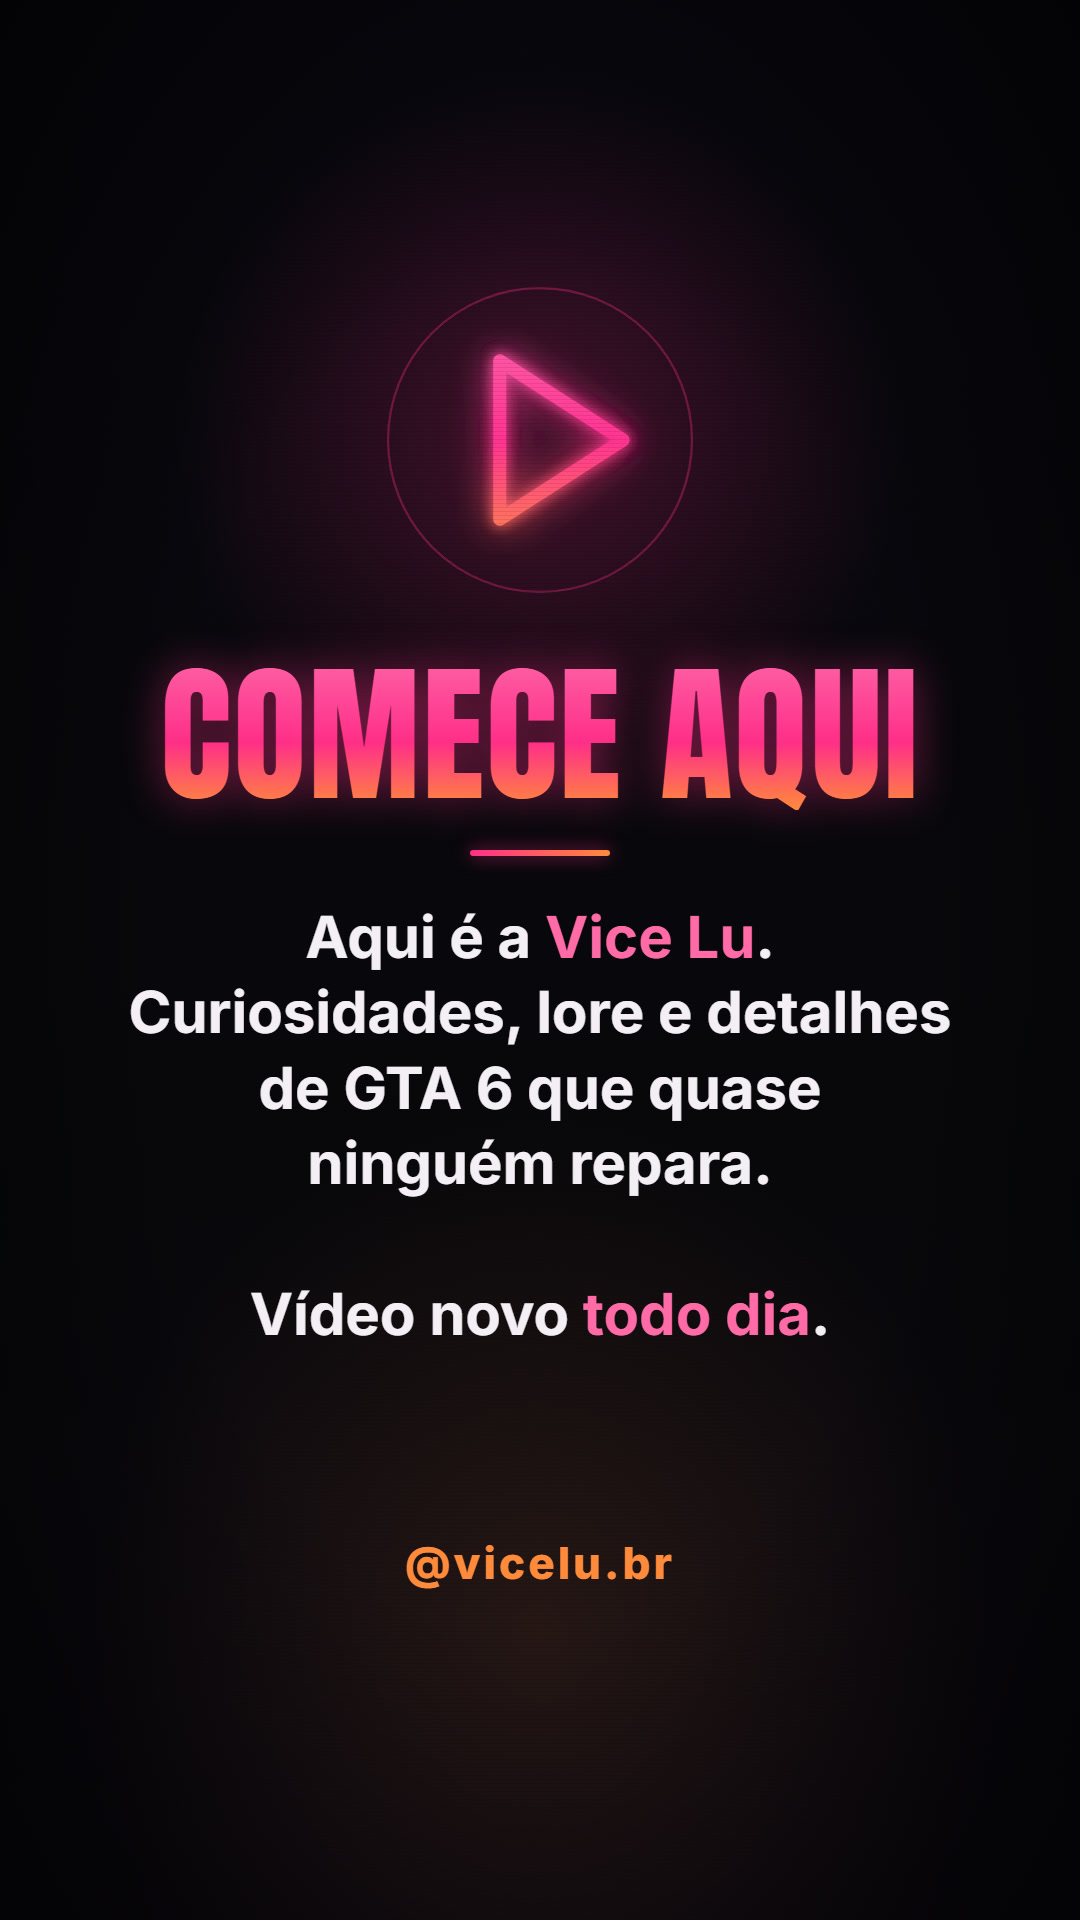 COMECE AQUI
Aqui é a Vice Lu.
Curiosidades, lore e detalhes
de GTA 6 que quase
ninguém repara.
Vídeo novo todo dia.
@vicelu.br